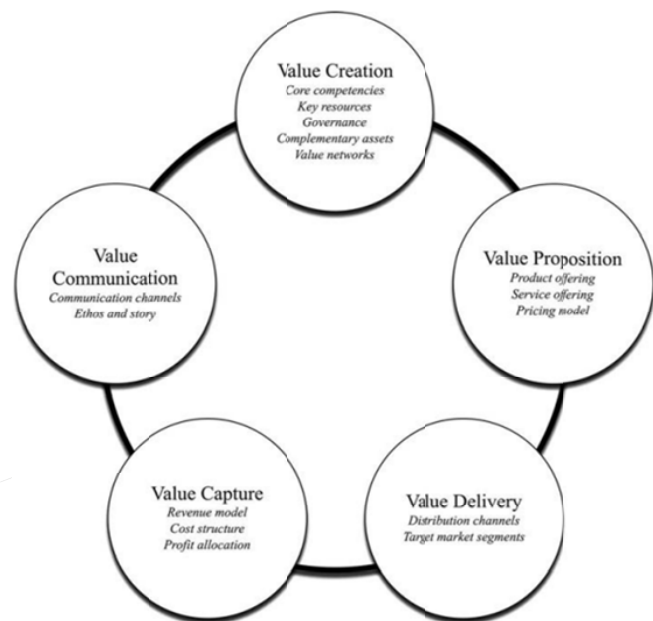 Value Creation
Core competencies
Key resources
Governance
Complementary assets
Value networks
Value Proposition
Product offering
Service offering
Pricing model
Value Delivery
Distribution channels
Target market segments
Value Capture
Revenue model
Cost structure
Profit allocation
Value
Communication
Communication channels
Ethos and story